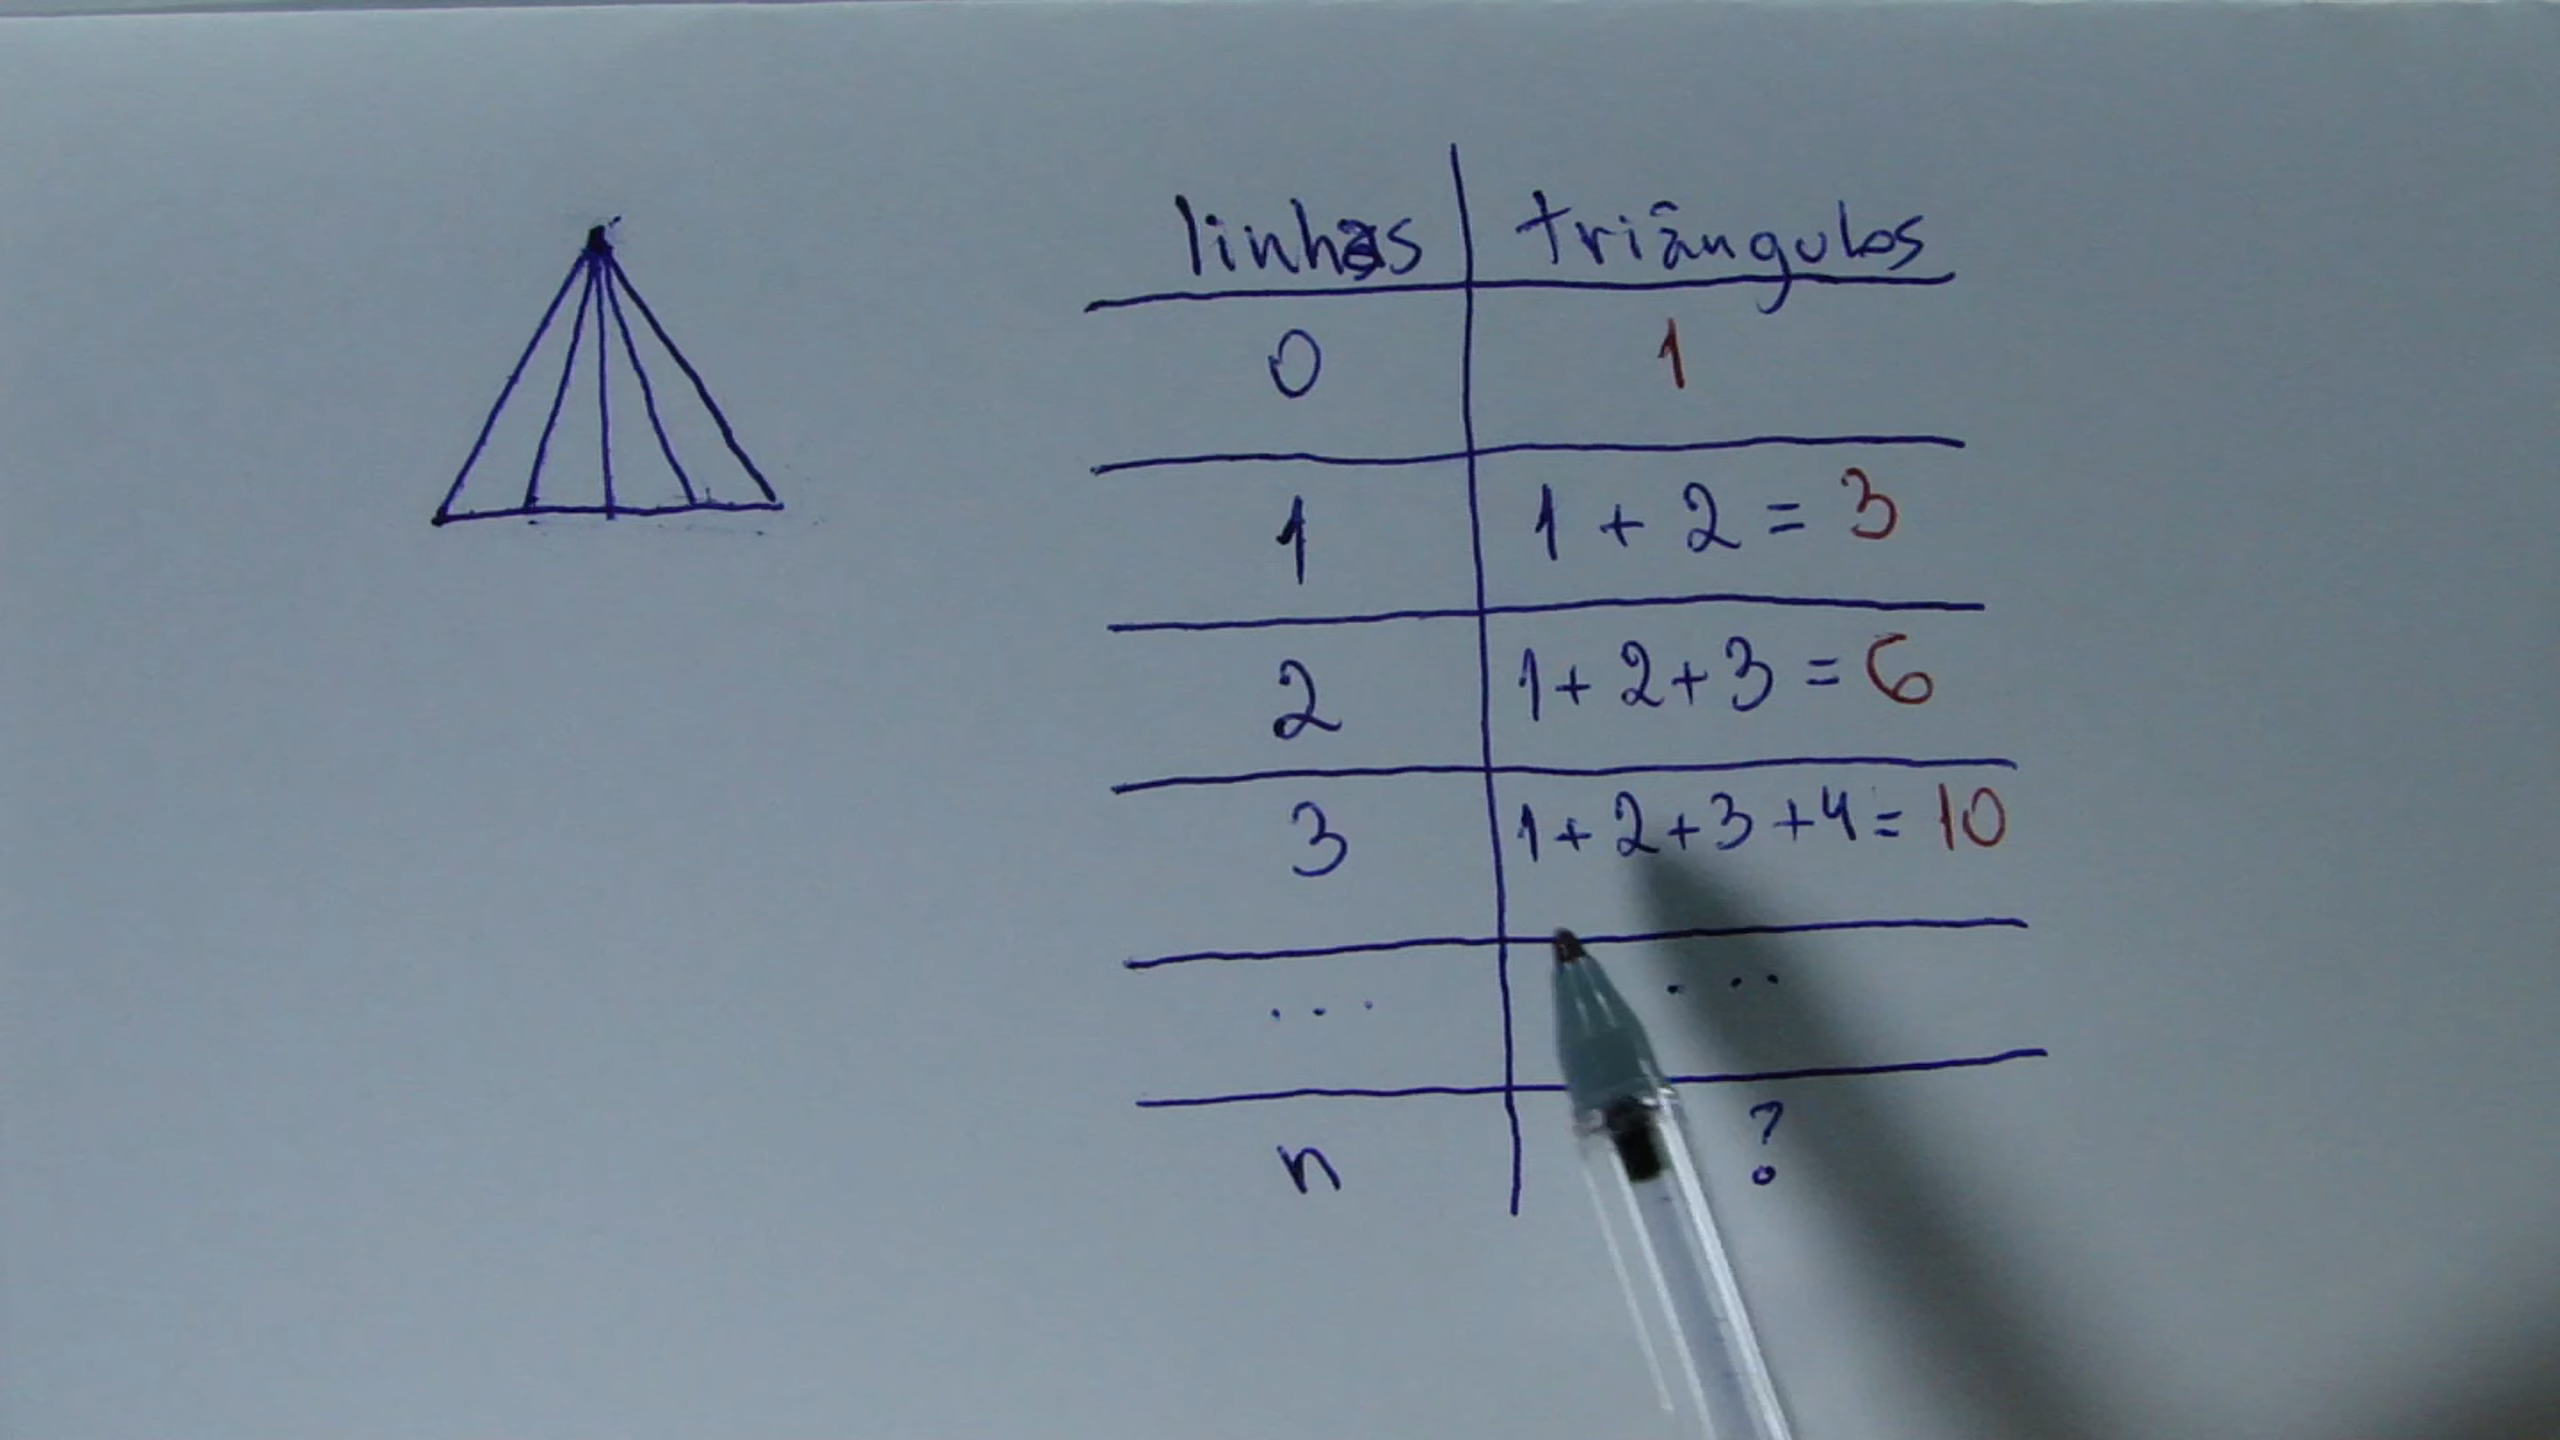 linhas triângulos
0 1
1 1 + 2 = 3
2 1 + 2 + 3 = 6
3 1 + 2 + 3 + 4 = 10
... ...
n ?